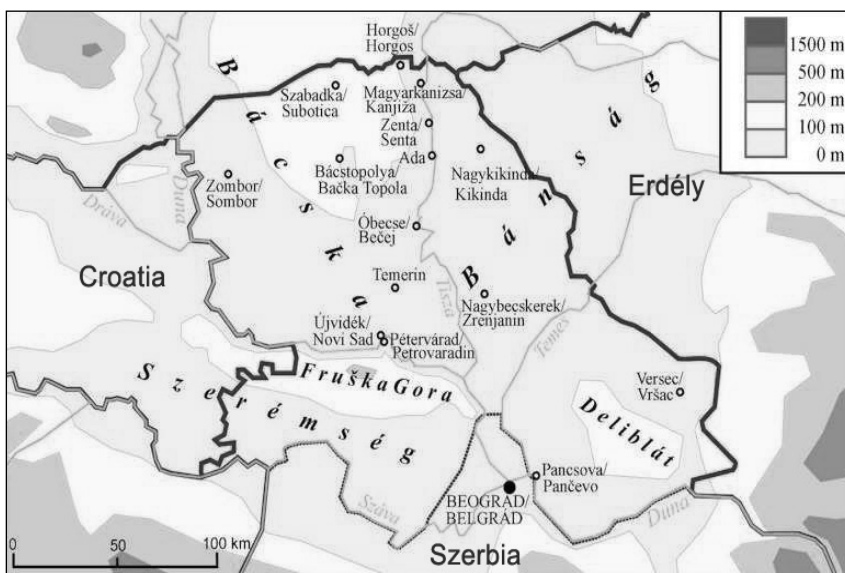 Horgoš/
Horgos
1500 m
500 m
200 m
100 m
0 m
Szabadka/
Subotica
Magyarkanizsa/
Kanjiža
Zenta/
Senta
Ada
Nagykikinda/
Kikinda
Bácstopolya/
Bačka Topola
Zombor/
Sombor
Bácska
Bánság
Erdély
Duna
Dráva
Óbecse/
Bečej
Croatia
Temerin
Tisza
Nagybecskerek/
Zrenjanin
Temes
Újvidék/
Novi Sad
Pétervárad/
Petrovaradin
Szerémség
Fruška Gora
Versec/
Vršac
Deliblát
Pancsova/
Pančevo
BEOGRÁD/
BELGRÁD
Száva
Duna
Szerbia
0 50 100 km